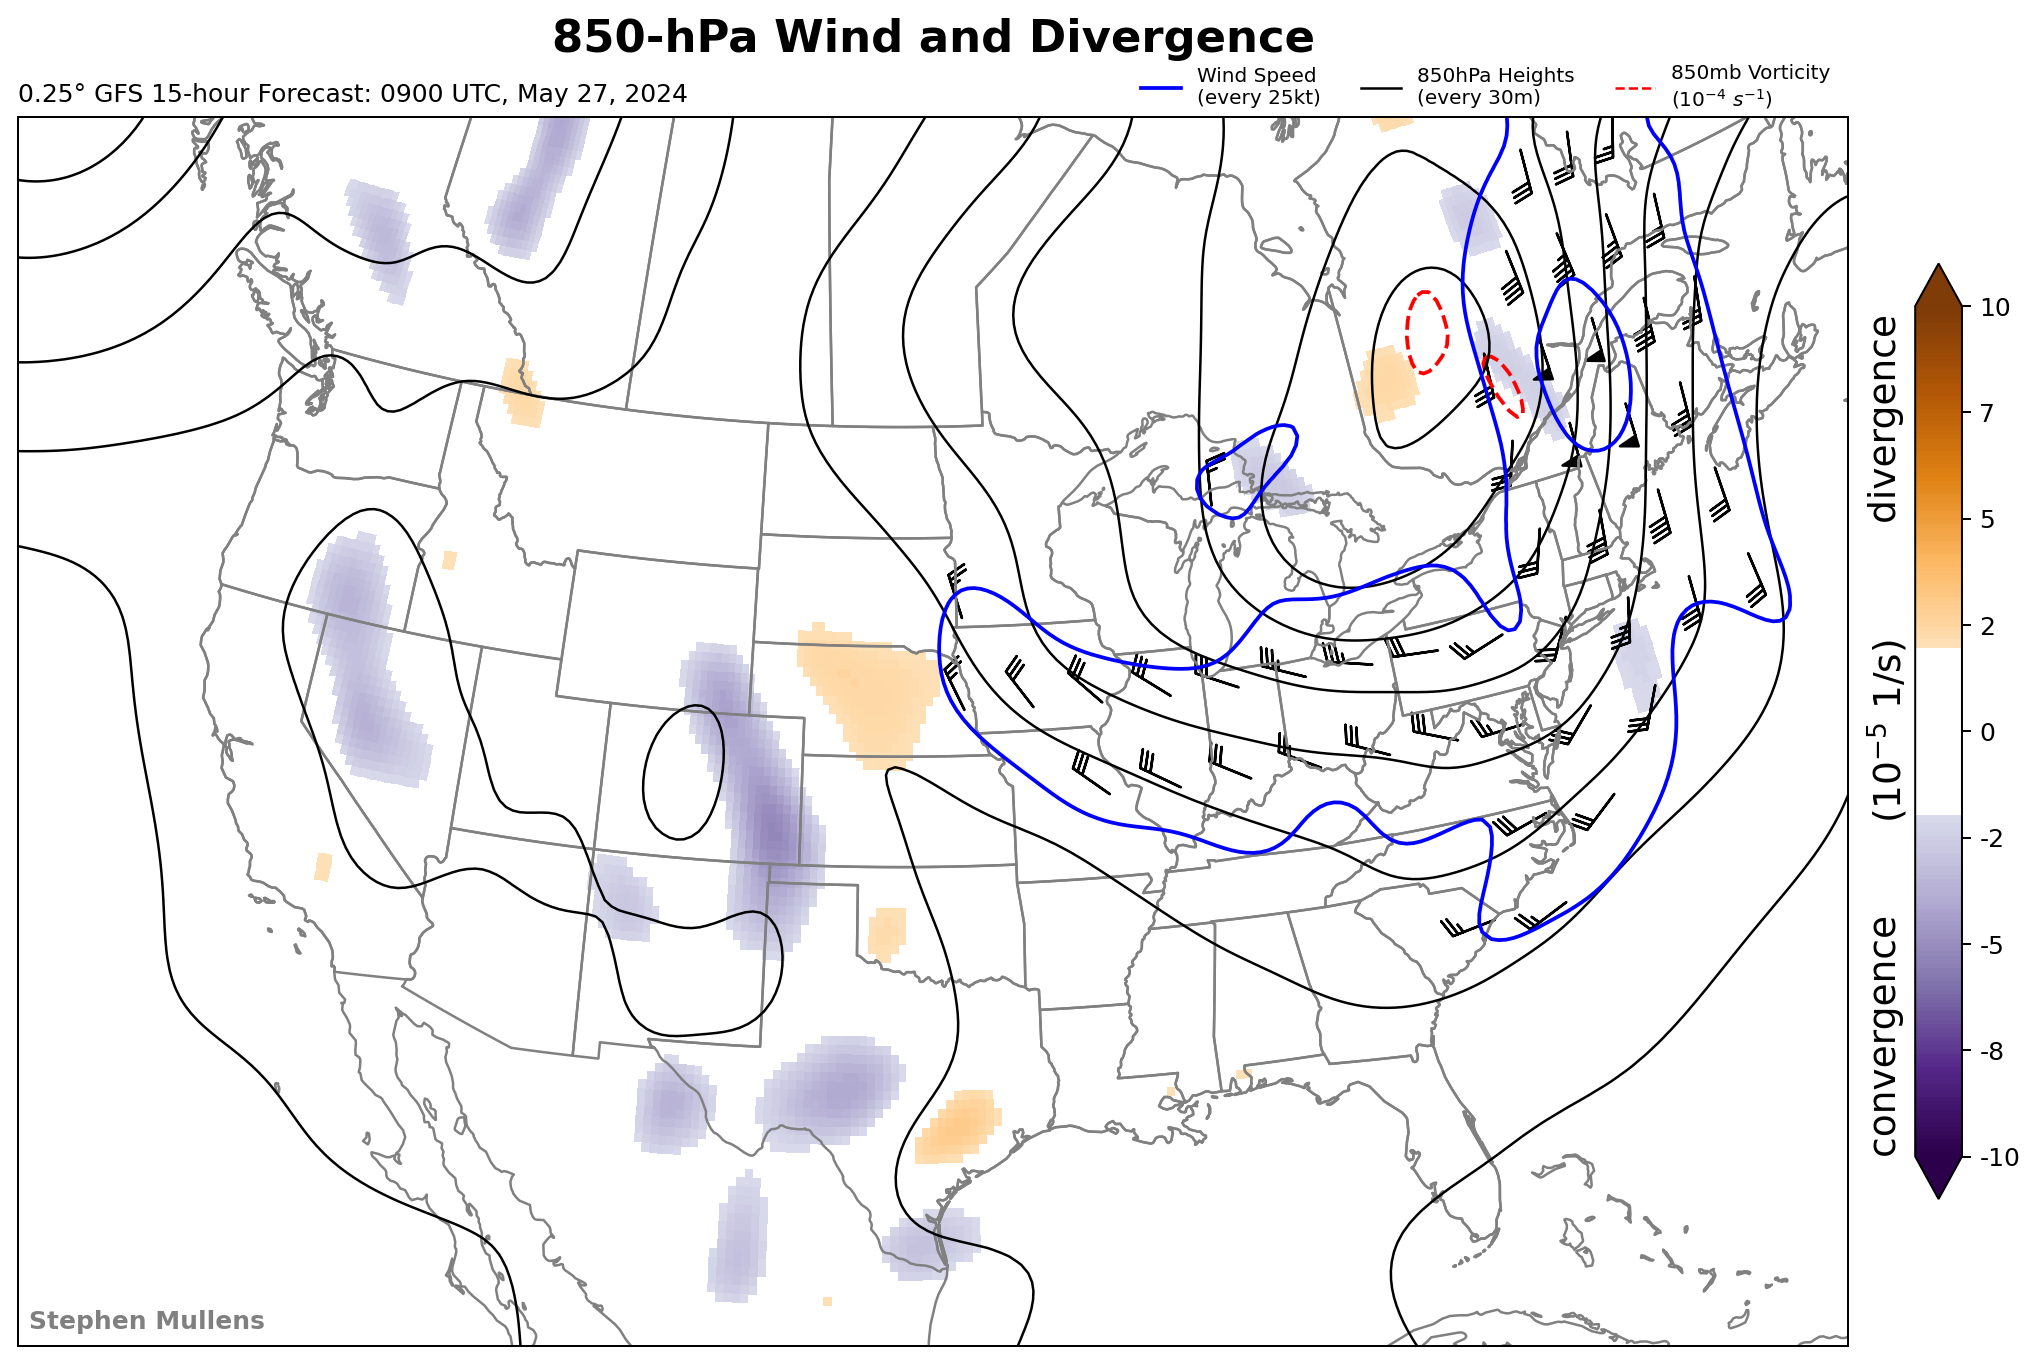 850-hPa Wind and Divergence
0.25° GFS 15-hour Forecast: 0900 UTC, May 27, 2024
Wind Speed
(every 25kt)
850hPa Heights
(every 30m)
850mb Vorticity
(10⁻⁴ s⁻¹)
convergence (10⁻⁵ 1/s) divergence
10
7
5
2
0
-2
-5
-8
-10
Stephen Mullens